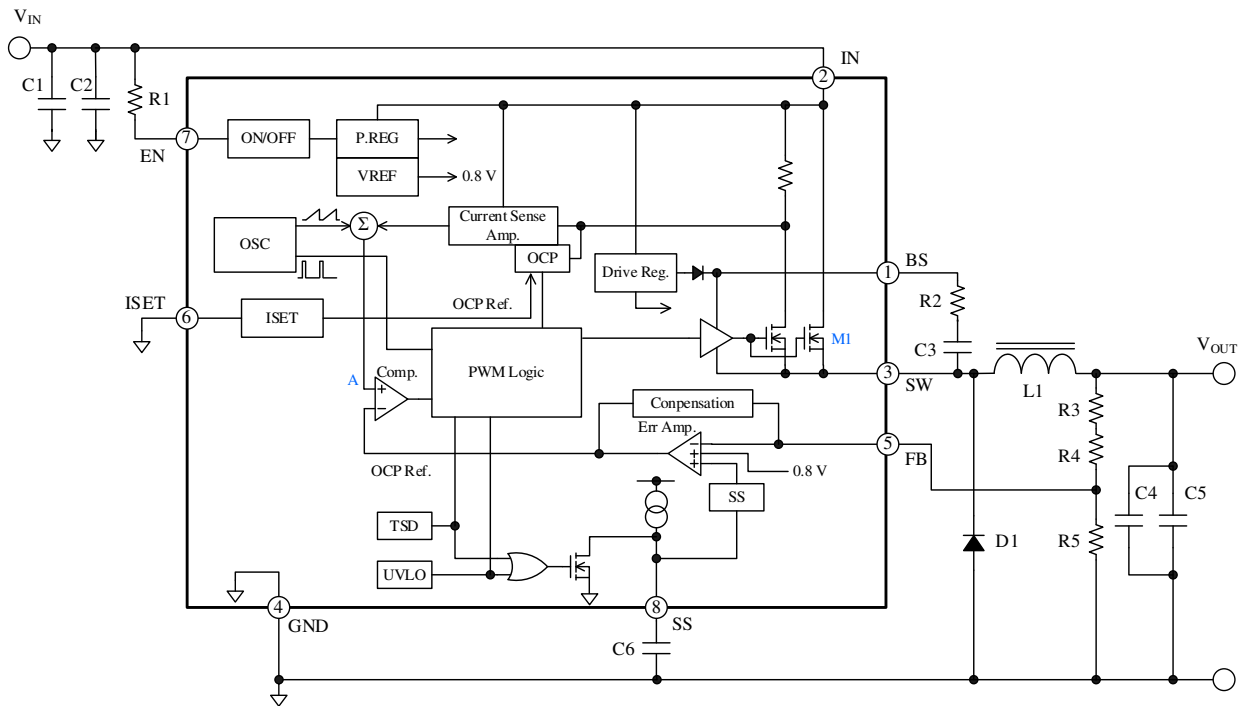 VIN
IN
2
C1
C2
R1
7
EN
ON/OFF
P.REG
VREF
0.8 V
OSC
Σ
Current Sense
Amp.
OCP
Drive Reg.
1
BS
R2
C3
ISET
6
ISET
OCP Ref.
M1
3
SW
L1
VOUT
A
Comp.
+
−
PWM Logic
Conpensation
Err Amp.
−
+
+
0.8 V
5
FB
R3
R4
R5
C4
C5
D1
OCP Ref.
SS
TSD
UVLO
4
GND
8
SS
C6